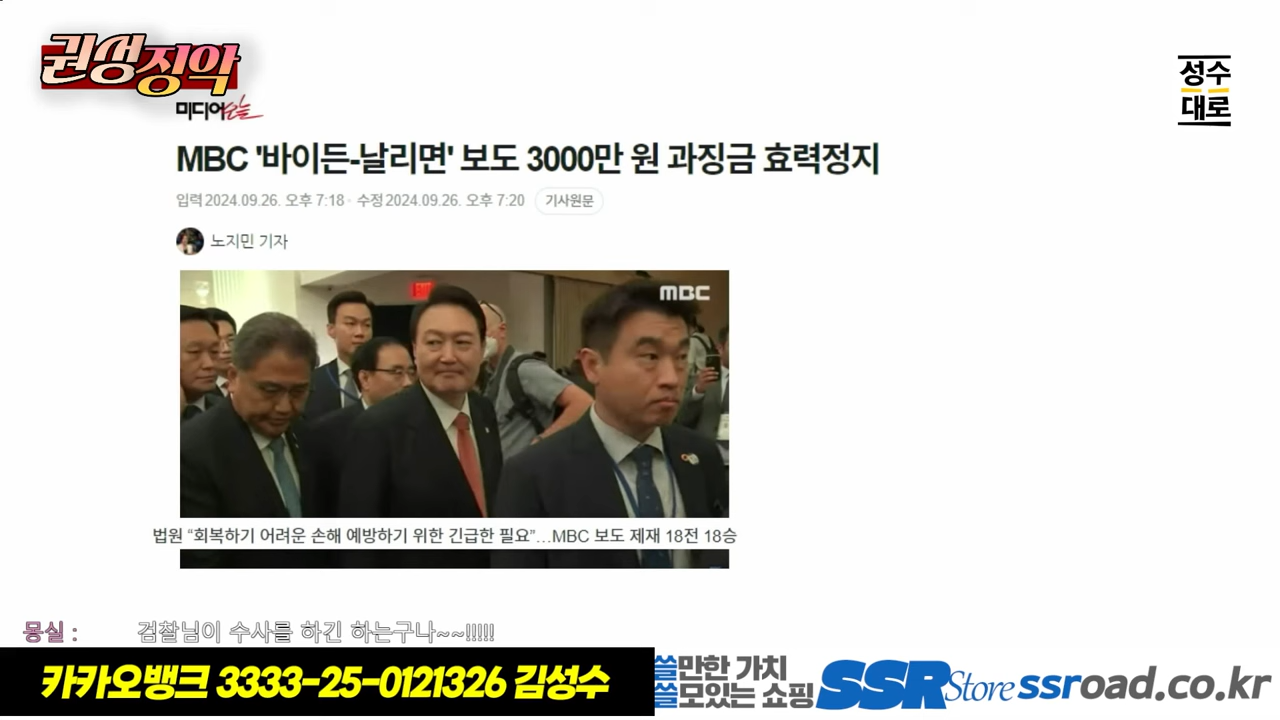 권성징악
성수
대로
미디어오늘
MBC '바이든-날리면' 보도 3000만 원 과징금 효력정지
입력 2024.09.26. 오후 7:18 · 수정 2024.09.26. 오후 7:20 기사원문
노지민 기자
MBC
법원 “회복하기 어려운 손해 예방하기 위한 긴급한 필요”…MBC 보도 제재 18전 18승
몽실 : 검찰님이 수사를 하긴 하는구나~~!!!!!
카카오뱅크 3333-25-0121326 김성수
쓸만한 가치
쓸모있는 쇼핑
SSR Store ssroad.co.kr